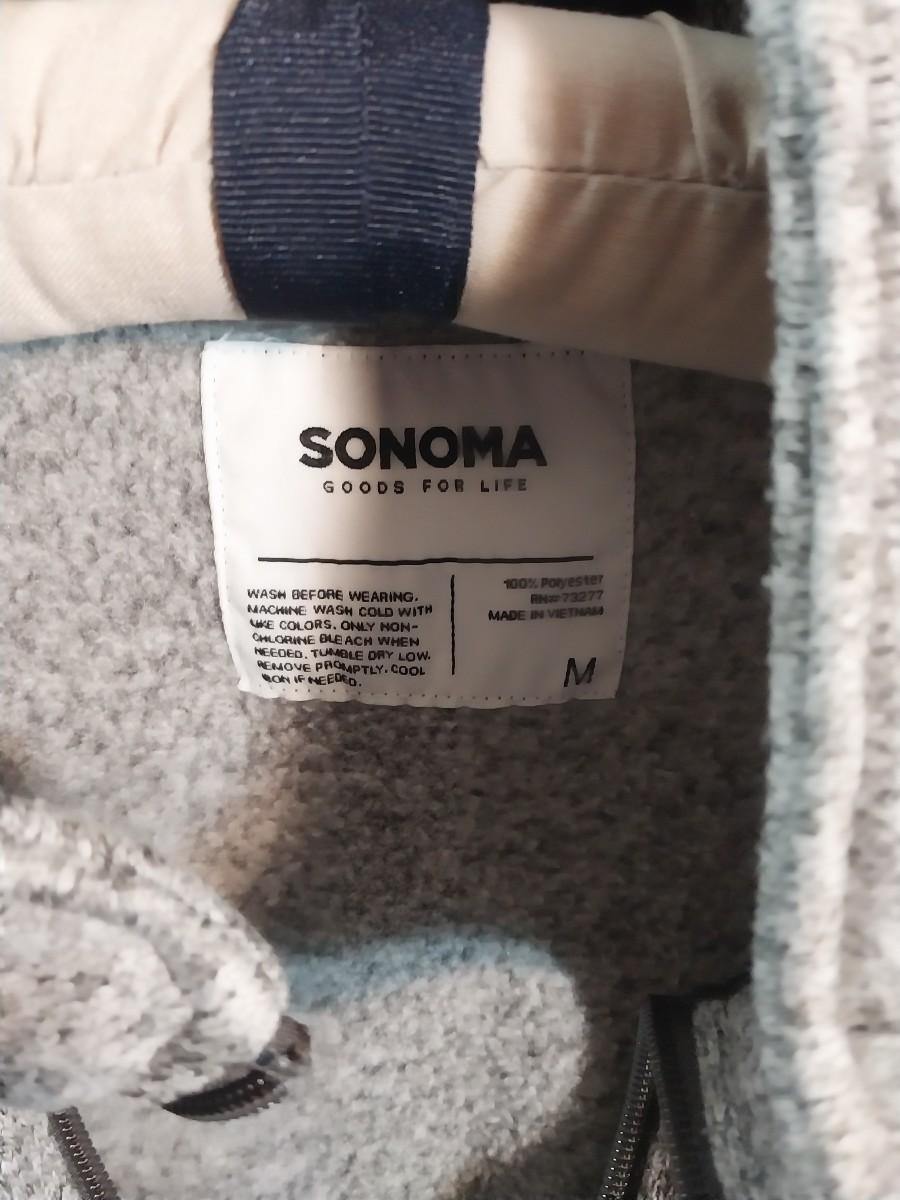 SONOMA
GOODS FOR LIFE
WASH BEFORE WEARING.
MACHINE WASH COLD WITH
LIKE COLORS. ONLY NON-
CHLORINE BLEACH WHEN
NEEDED. TUMBLE DRY LOW.
REMOVE PROMPTLY. COOL
IRON IF NEEDED.
100% Polyester
RN# 73277
MADE IN VIETNAM
M